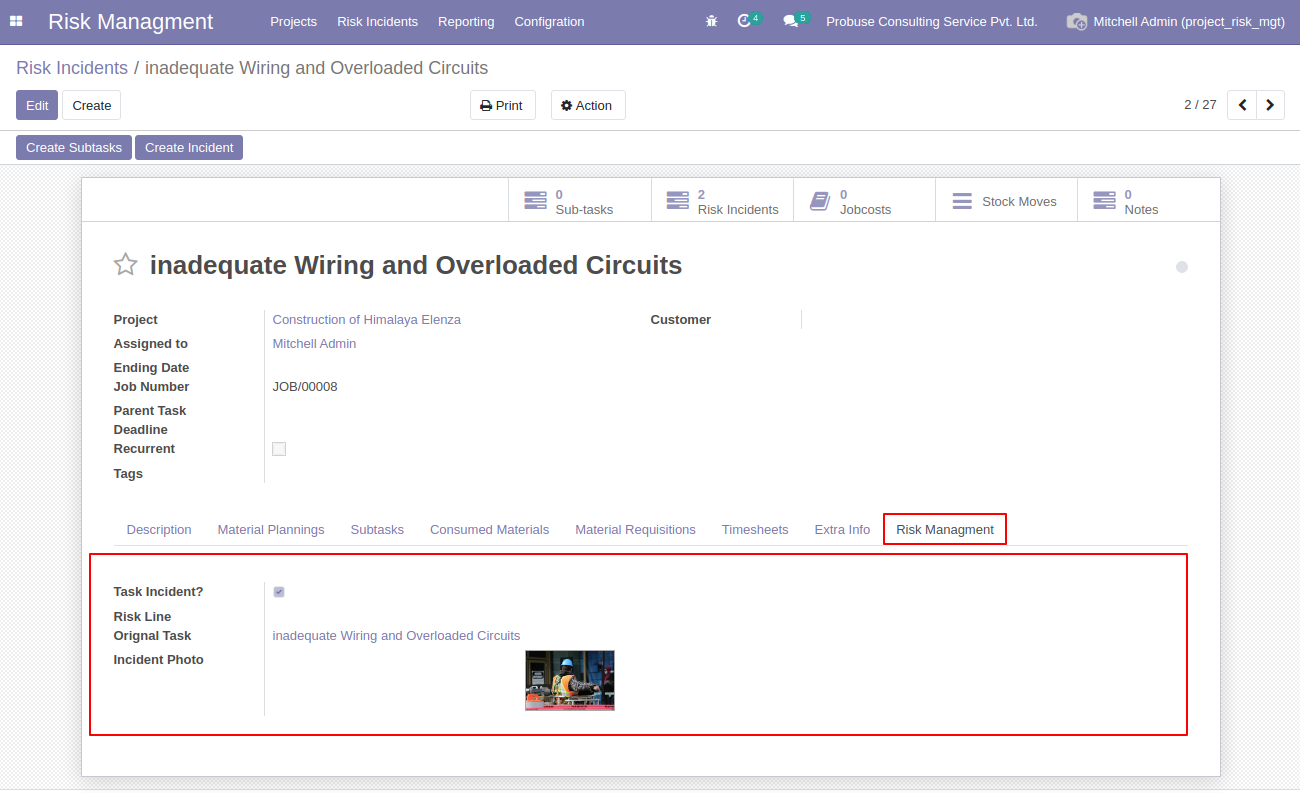 Risk Managment Projects Risk Incidents Reporting Configration 4 5 Probuse Consulting Service Pvt. Ltd. Mitchell Admin (project_risk_mgt)
Risk Incidents / inadequate Wiring and Overloaded Circuits
Edit Create Print Action 2 / 27
Create Subtasks Create Incident
0 Sub-tasks
2 Risk Incidents
0 Jobcosts
Stock Moves
0 Notes
inadequate Wiring and Overloaded Circuits
Project Construction of Himalaya Elenza Customer
Assigned to Mitchell Admin
Ending Date
Job Number JOB/00008
Parent Task
Deadline
Recurrent
Tags
Description Material Plannings Subtasks Consumed Materials Material Requisitions Timesheets Extra Info Risk Managment
Task Incident?
Risk Line
Orignal Task inadequate Wiring and Overloaded Circuits
Incident Photo